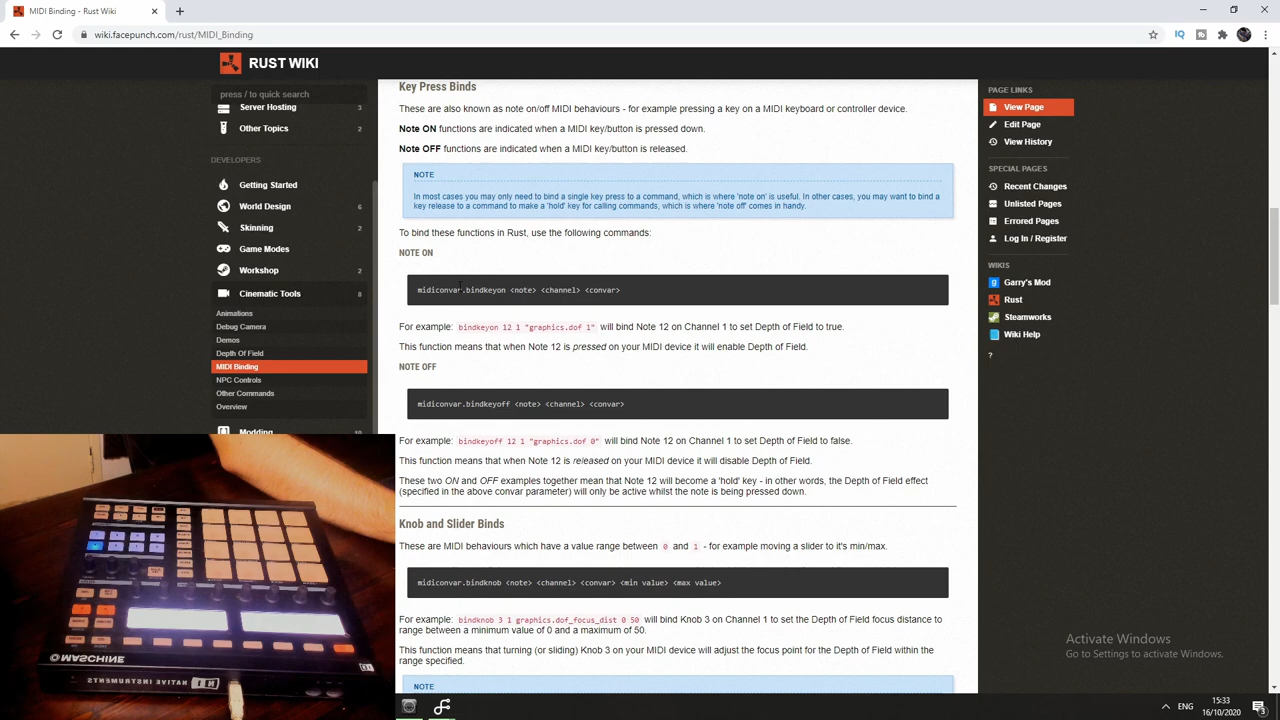 MIDI Binding - Rust Wiki
wiki.facepunch.com/rust/MIDI_Binding
IQ
RUST WIKI
press / to quick search
Server Hosting 3
Other Topics 2
DEVELOPERS
Getting Started
World Design 6
Skinning 2
Game Modes
Workshop 2
Cinematic Tools 8
Animations
Debug Camera
Demos
Depth Of Field
MIDI Binding
NPC Controls
Other Commands
Overview
Modding 10
Key Press Binds
These are also known as note on/off MIDI behaviours - for example pressing a key on a MIDI keyboard or controller device.
Note ON functions are indicated when a MIDI key/button is pressed down.
Note OFF functions are indicated when a MIDI key/button is released.
NOTE
In most cases you may only need to bind a single key press to a command, which is where 'note on' is useful. In other cases, you may want to bind a
key release to a command to make a 'hold' key for calling commands, which is where 'note off' comes in handy.
To bind these functions in Rust, use the following commands:
NOTE ON
midiconvar.bindkeyon <note> <channel> <convar>
For example: bindkeyon 12 1 "graphics.dof 1" will bind Note 12 on Channel 1 to set Depth of Field to true.
This function means that when Note 12 is pressed on your MIDI device it will enable Depth of Field.
NOTE OFF
midiconvar.bindkeyoff <note> <channel> <convar>
For example: bindkeyoff 12 1 "graphics.dof 0" will bind Note 12 on Channel 1 to set Depth of Field to false.
This function means that when Note 12 is released on your MIDI device it will disable Depth of Field.
These two ON and OFF examples together mean that Note 12 will become a 'hold' key - in other words, the Depth of Field effect
(specified in the above convar parameter) will only be active whilst the note is being pressed down.
Knob and Slider Binds
These are MIDI behaviours which have a value range between 0 and 1 - for example moving a slider to it's min/max.
midiconvar.bindknob <note> <channel> <convar> <min value> <max value>
For example: bindknob 3 1 graphics.dof_focus_dist 0 50 will bind Knob 3 on Channel 1 to set the Depth of Field focus distance to
range between a minimum value of 0 and a maximum of 50.
This function means that turning (or sliding) Knob 3 on your MIDI device will adjust the focus point for the Depth of Field within the
range specified.
NOTE
PAGE LINKS
View Page
Edit Page
View History
SPECIAL PAGES
Recent Changes
Unlisted Pages
Errored Pages
Log In / Register
WIKIS
Garry's Mod
Rust
Steamworks
Wiki Help
?
Activate Windows
Go to Settings to activate Windows.
MASCHINE
NATIVE INSTRUMENTS
ENG
15:33
16/10/2020
3